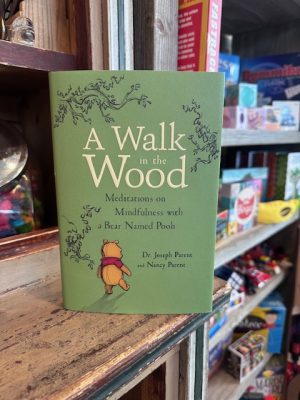 A Walk
in the
Wood
Meditations on
Mindfulness with
a Bear Named Pooh
Dr. Joseph Parent
and Nancy Parent